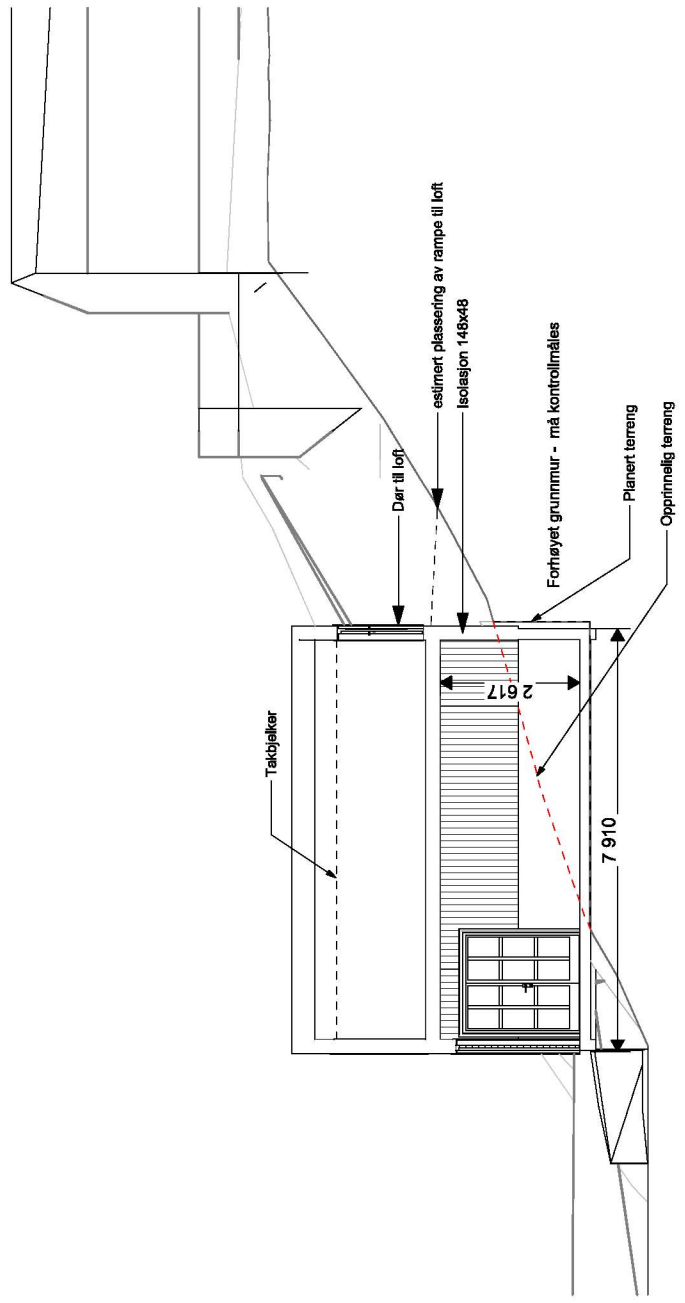 Takbjelker
Dør til loft
estimert plassering av rampe til loft
Isolasjon 148x48
2 617
Forhøyet grunnmur - må kontrollmåles
7 910
Planert terreng
Opprinnelig terreng